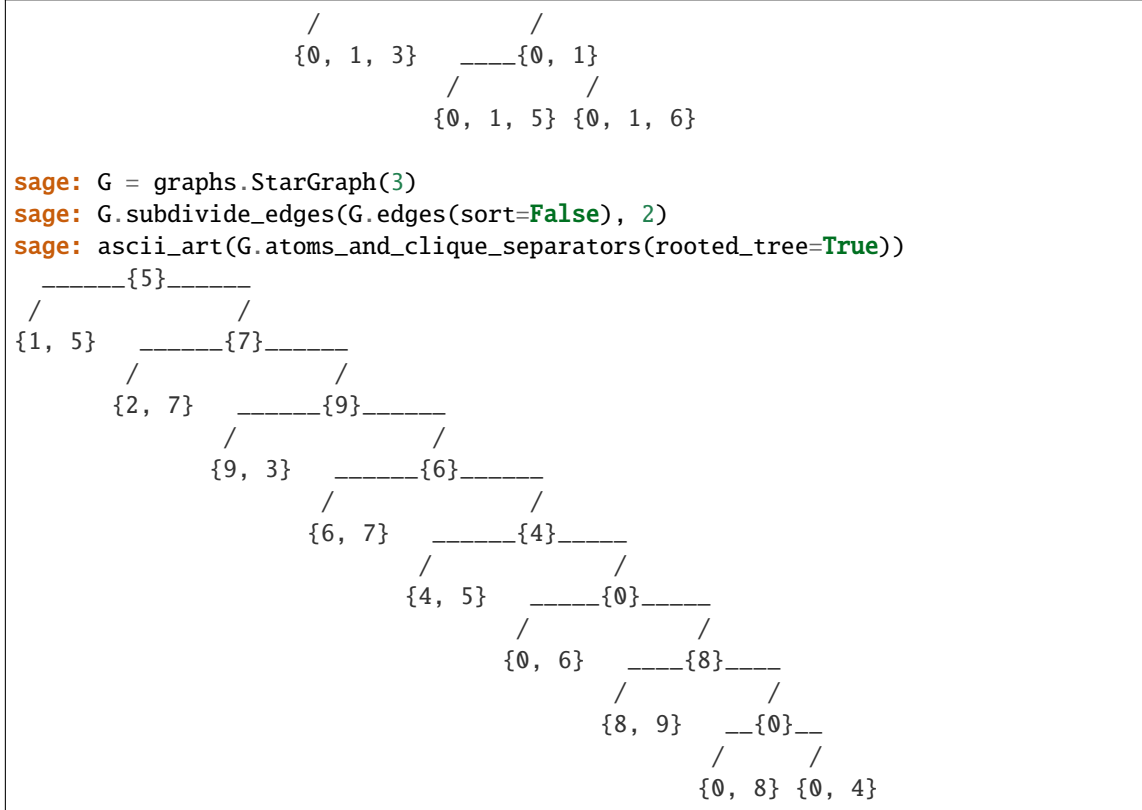 /                 /
                   {0, 1, 3}   ____{0, 1}
                              /         /
                             {0, 1, 5} {0, 1, 6}
sage: G = graphs.StarGraph(3)
sage: G.subdivide_edges(G.edges(sort=False), 2)
sage: ascii_art(G.atoms_and_clique_separators(rooted_tree=True))
  ______{5}______
 /               /
{1, 5}   ______{7}______
        /               /
       {2, 7}   ______{9}______
               /               /
              {9, 3}   ______{6}______
                      /               /
                     {6, 7}   ______{4}_____
                             /              /
                            {4, 5}   _____{0}_____
                                    /             /
                                   {0, 6}   ____{8}____
                                           /           /
                                          {8, 9}   __{0}__
                                                  /       /
                                                 {0, 8} {0, 4}